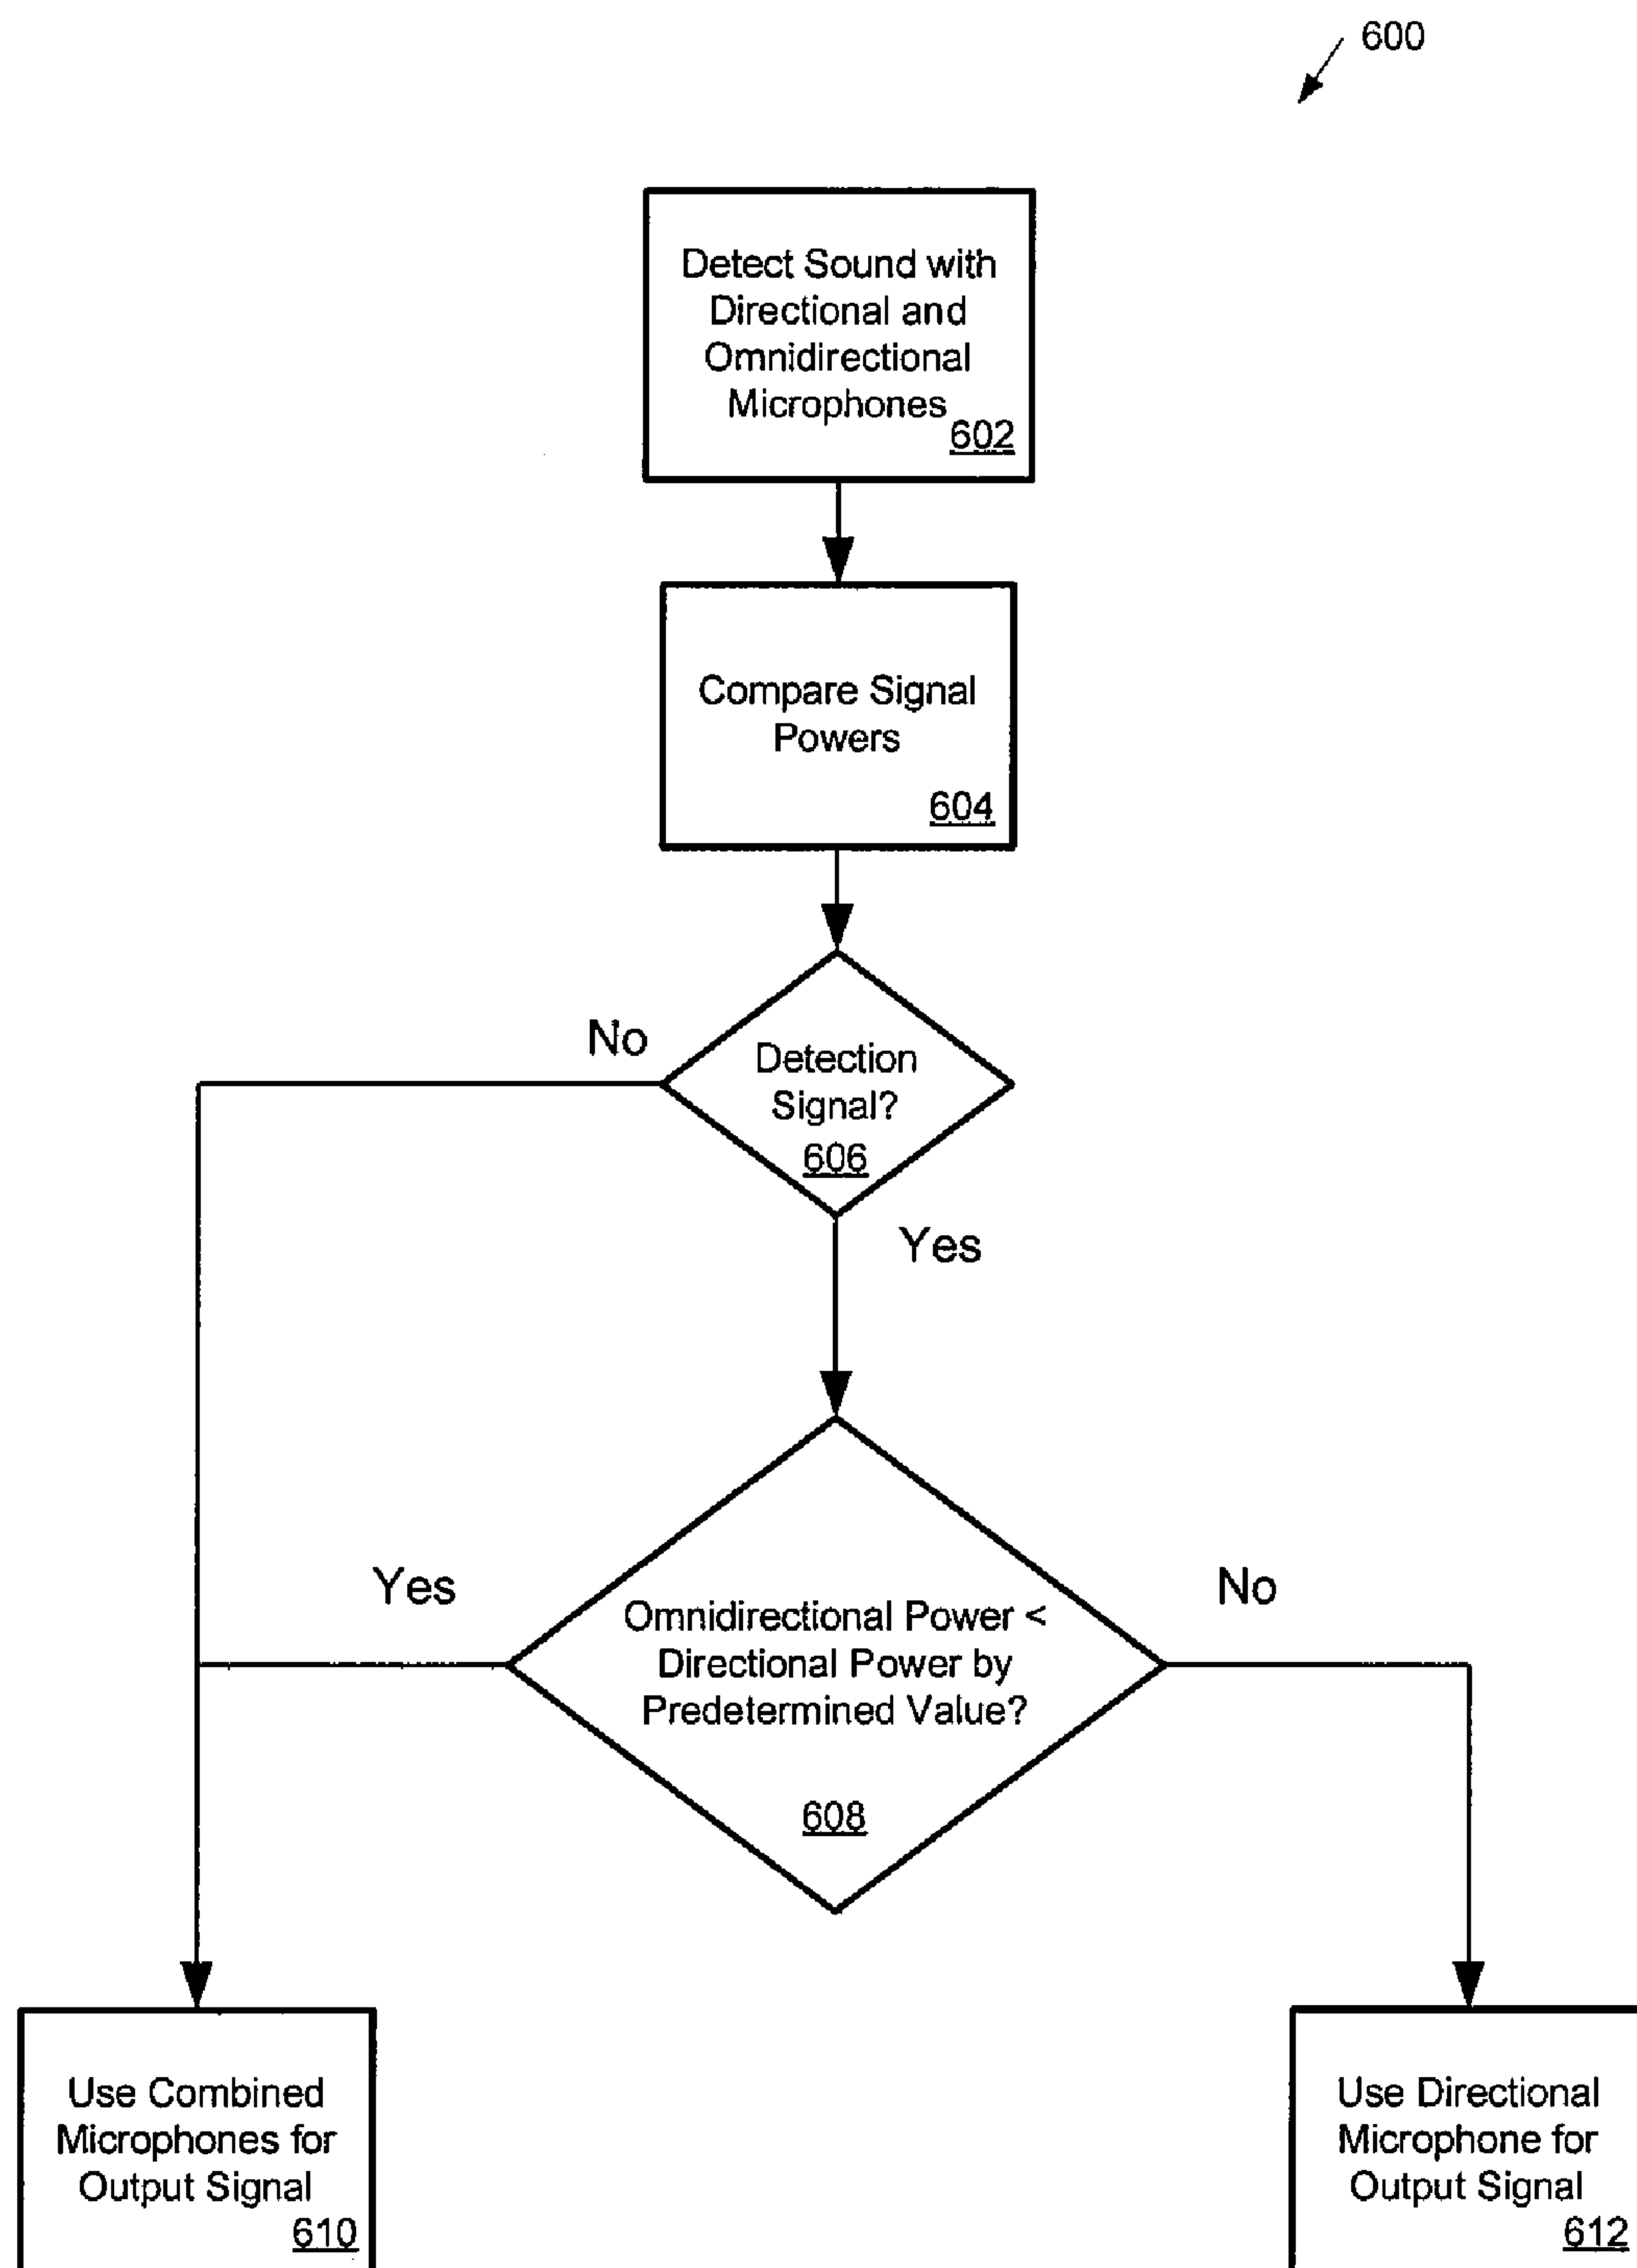 600
Detect Sound with
Directional and
Omnidirectional
Microphones
602
Compare Signal
Powers
604
No
Detection
Signal?
606
Yes
Yes
No
Omnidirectional Power <
Directional Power by
Predetermined Value?
608
Use Combined
Microphones for
Output Signal
610
Use Directional
Microphone for
Output Signal
612